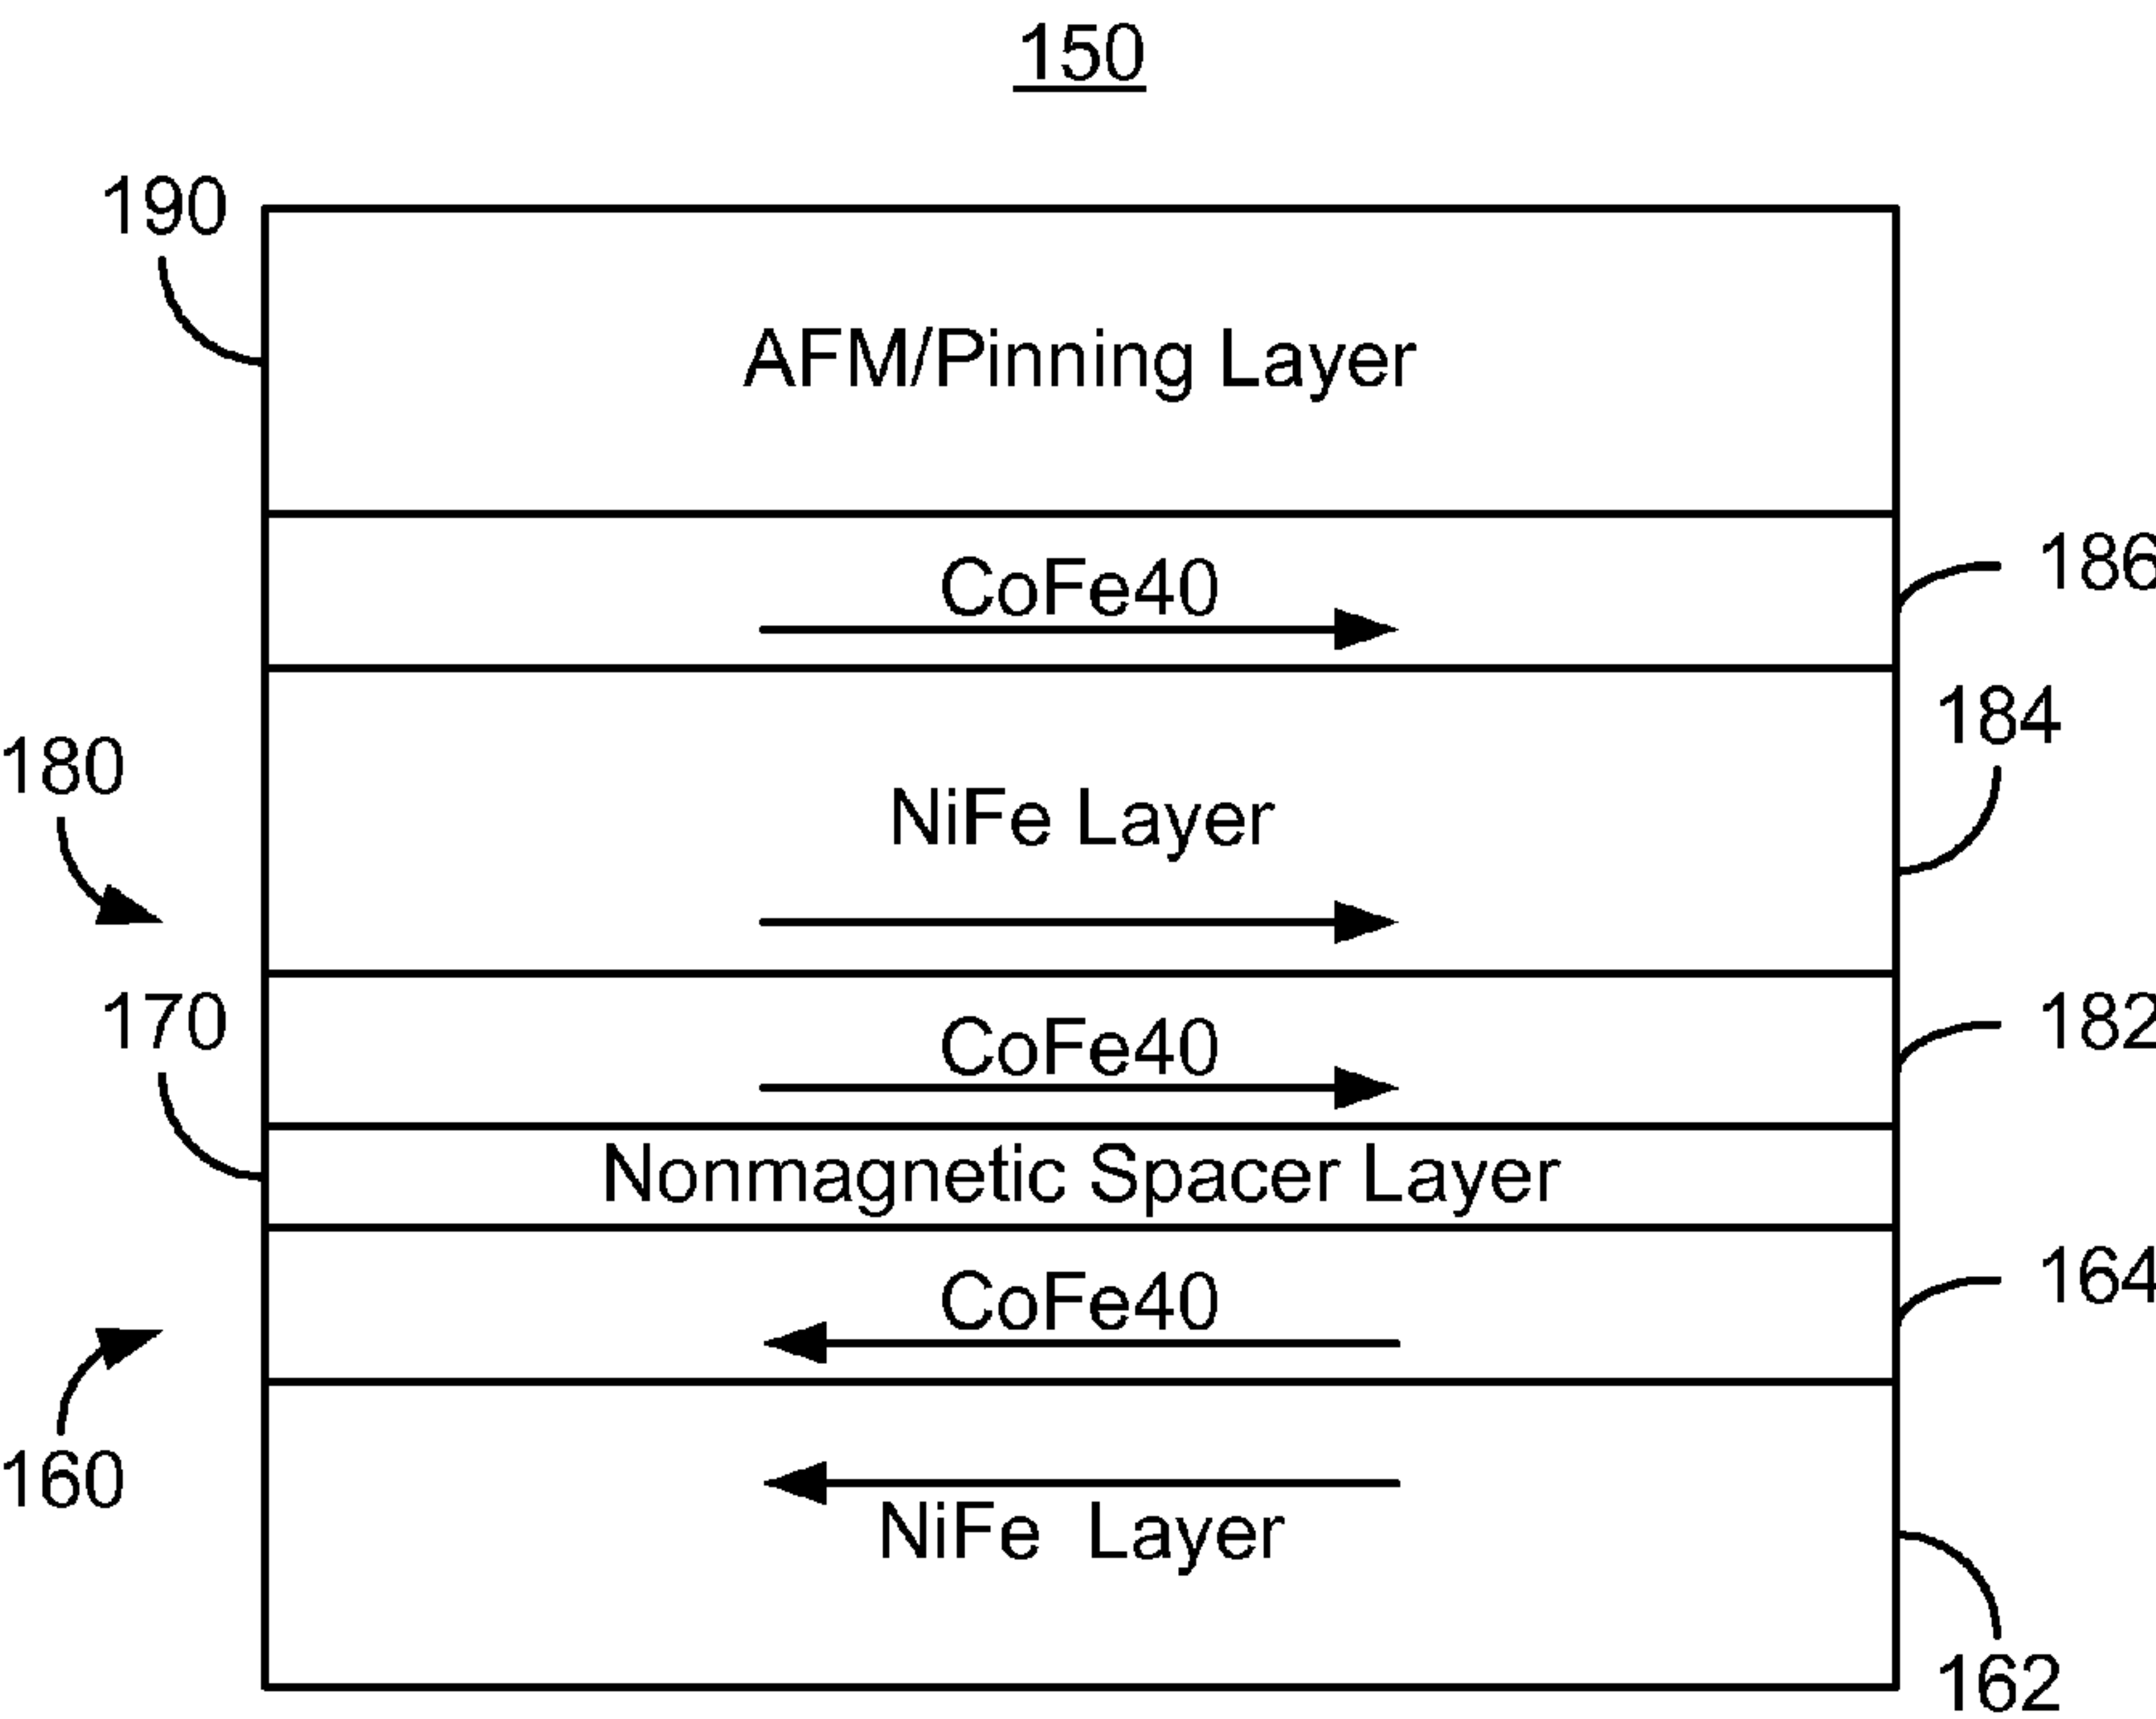 150
190
AFM/Pinning Layer
CoFe40
186
184
180
NiFe Layer
170
CoFe40
182
Nonmagnetic Spacer Layer
CoFe40
164
160
NiFe Layer
162